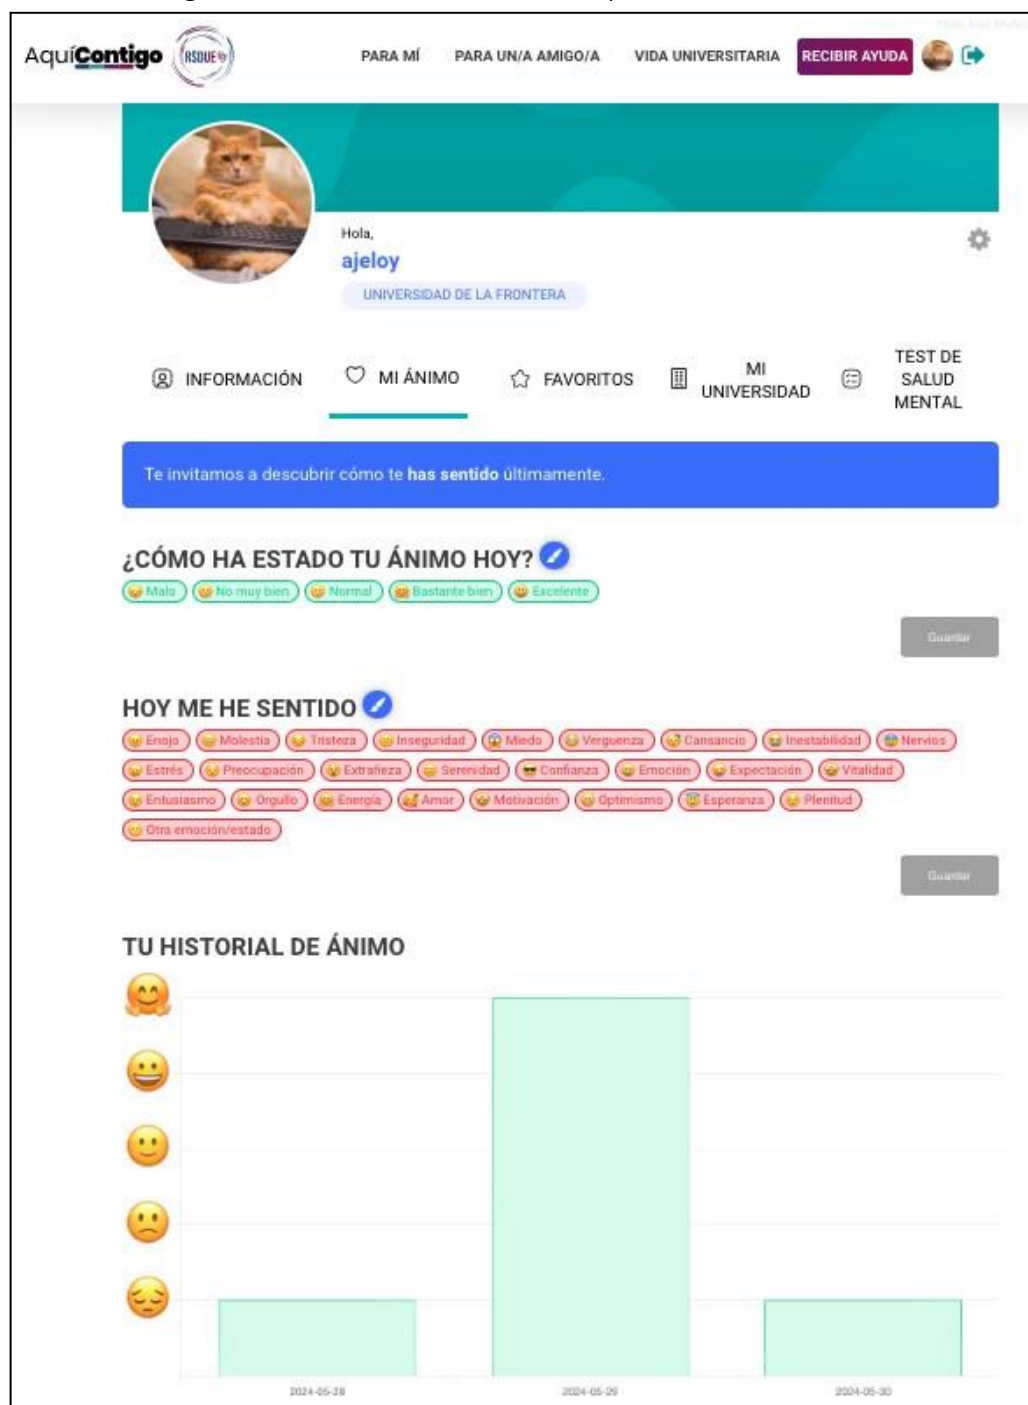 AquíContigo RSQUE PARA MÍ PARA UN/A AMIGO/A VIDA UNIVERSITARIA RECIBIR AYUDA
Hola,
ajeloy
UNIVERSIDAD DE LA FRONTERA
INFORMACIÓN MI ÁNIMO FAVORITOS MI UNIVERSIDAD TEST DE SALUD MENTAL
Te invitamos a descubrir cómo te has sentido últimamente.
¿CÓMO HA ESTADO TU ÁNIMO HOY?
Malo No muy bien Normal Bastante bien Excelente
Guardar
HOY ME HE SENTIDO
Enojo Molestia Tristeza Inseguridad Miedo Verguenza Cansancio Inestabilidad Nervios
Estrés Preocupación Extrañeza Serenidad Confianza Emoción Expectación Vitalidad
Entusiasmo Orgullo Energía Amor Motivación Optimismo Esperanza Plenitud
Otra emoción/estado
Guardar
TU HISTORIAL DE ÁNIMO
2024-05-28 2024-05-29 2024-05-30